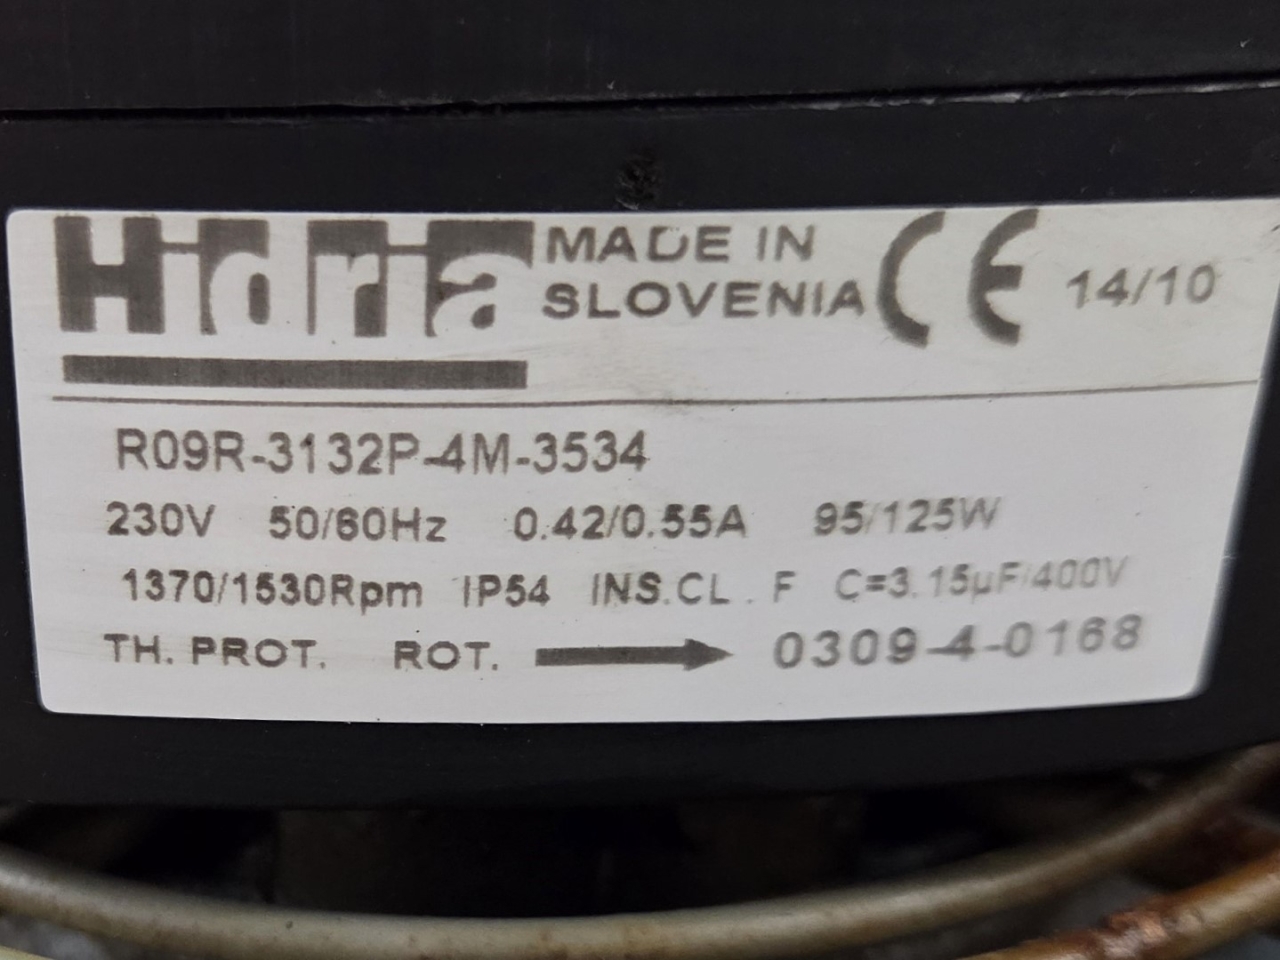 Hidria MADE IN SLOVENIA CE 14/10
R09R-3132P-4M-3534
230V 50/60Hz 0.42/0.55A 95/125W
1370/1530Rpm IP54 INS.CL. F C=3.15µF/400V
TH. PROT. ROT. 0309-4-0168